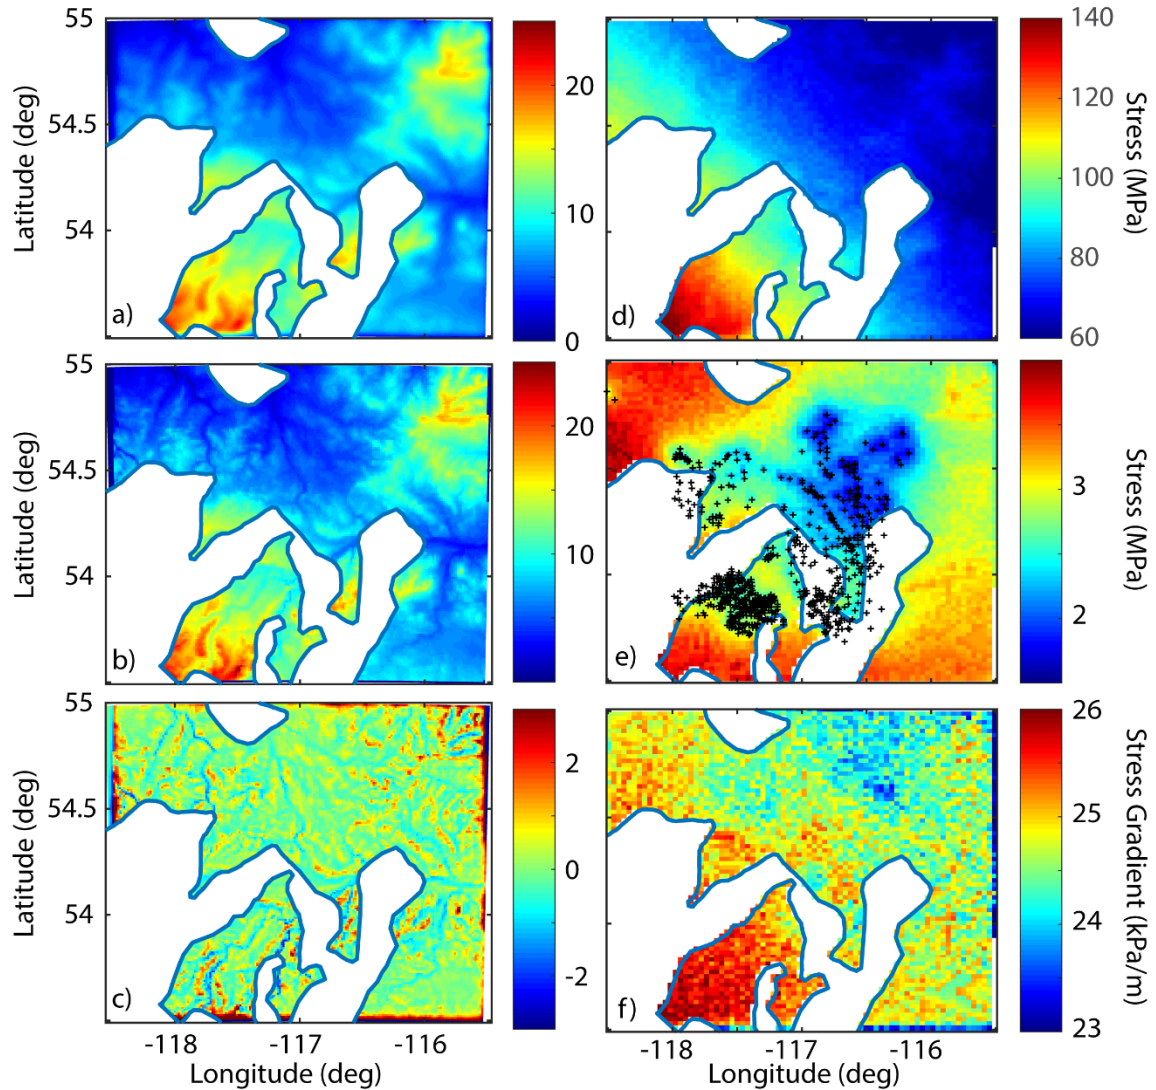 55
54.5
54
Latitude (deg)
a)
20
10
0
d)
140
120
100
80
60
Stress (MPa)
55
54.5
54
Latitude (deg)
b)
20
10
e)
3
2
Stress (MPa)
55
54.5
54
Latitude (deg)
c)
2
0
-2
f)
26
25
24
23
Stress Gradient (kPa/m)
-118
-117
-116
Longitude (deg)
-118
-117
-116
Longitude (deg)